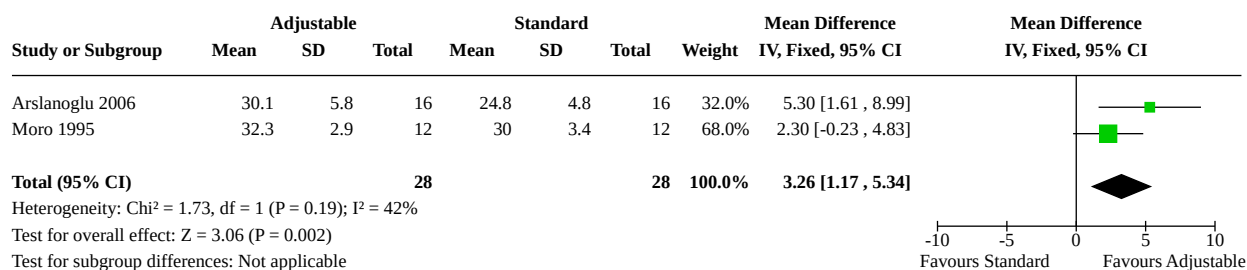 Adjustable Standard Mean Difference Mean Difference
Study or Subgroup Mean SD Total Mean SD Total Weight IV, Fixed, 95% CI IV, Fixed, 95% CI
Arslanoglu 2006 30.1 5.8 16 24.8 4.8 16 32.0% 5.30 [1.61 , 8.99]
Moro 1995 32.3 2.9 12 30 3.4 12 68.0% 2.30 [-0.23 , 4.83]
Total (95% CI) 28 28 100.0% 3.26 [1.17 , 5.34]
Heterogeneity: Chi² = 1.73, df = 1 (P = 0.19); I² = 42%
Test for overall effect: Z = 3.06 (P = 0.002)
-10 -5 0 5 10
Test for subgroup differences: Not applicable Favours Standard Favours Adjustable